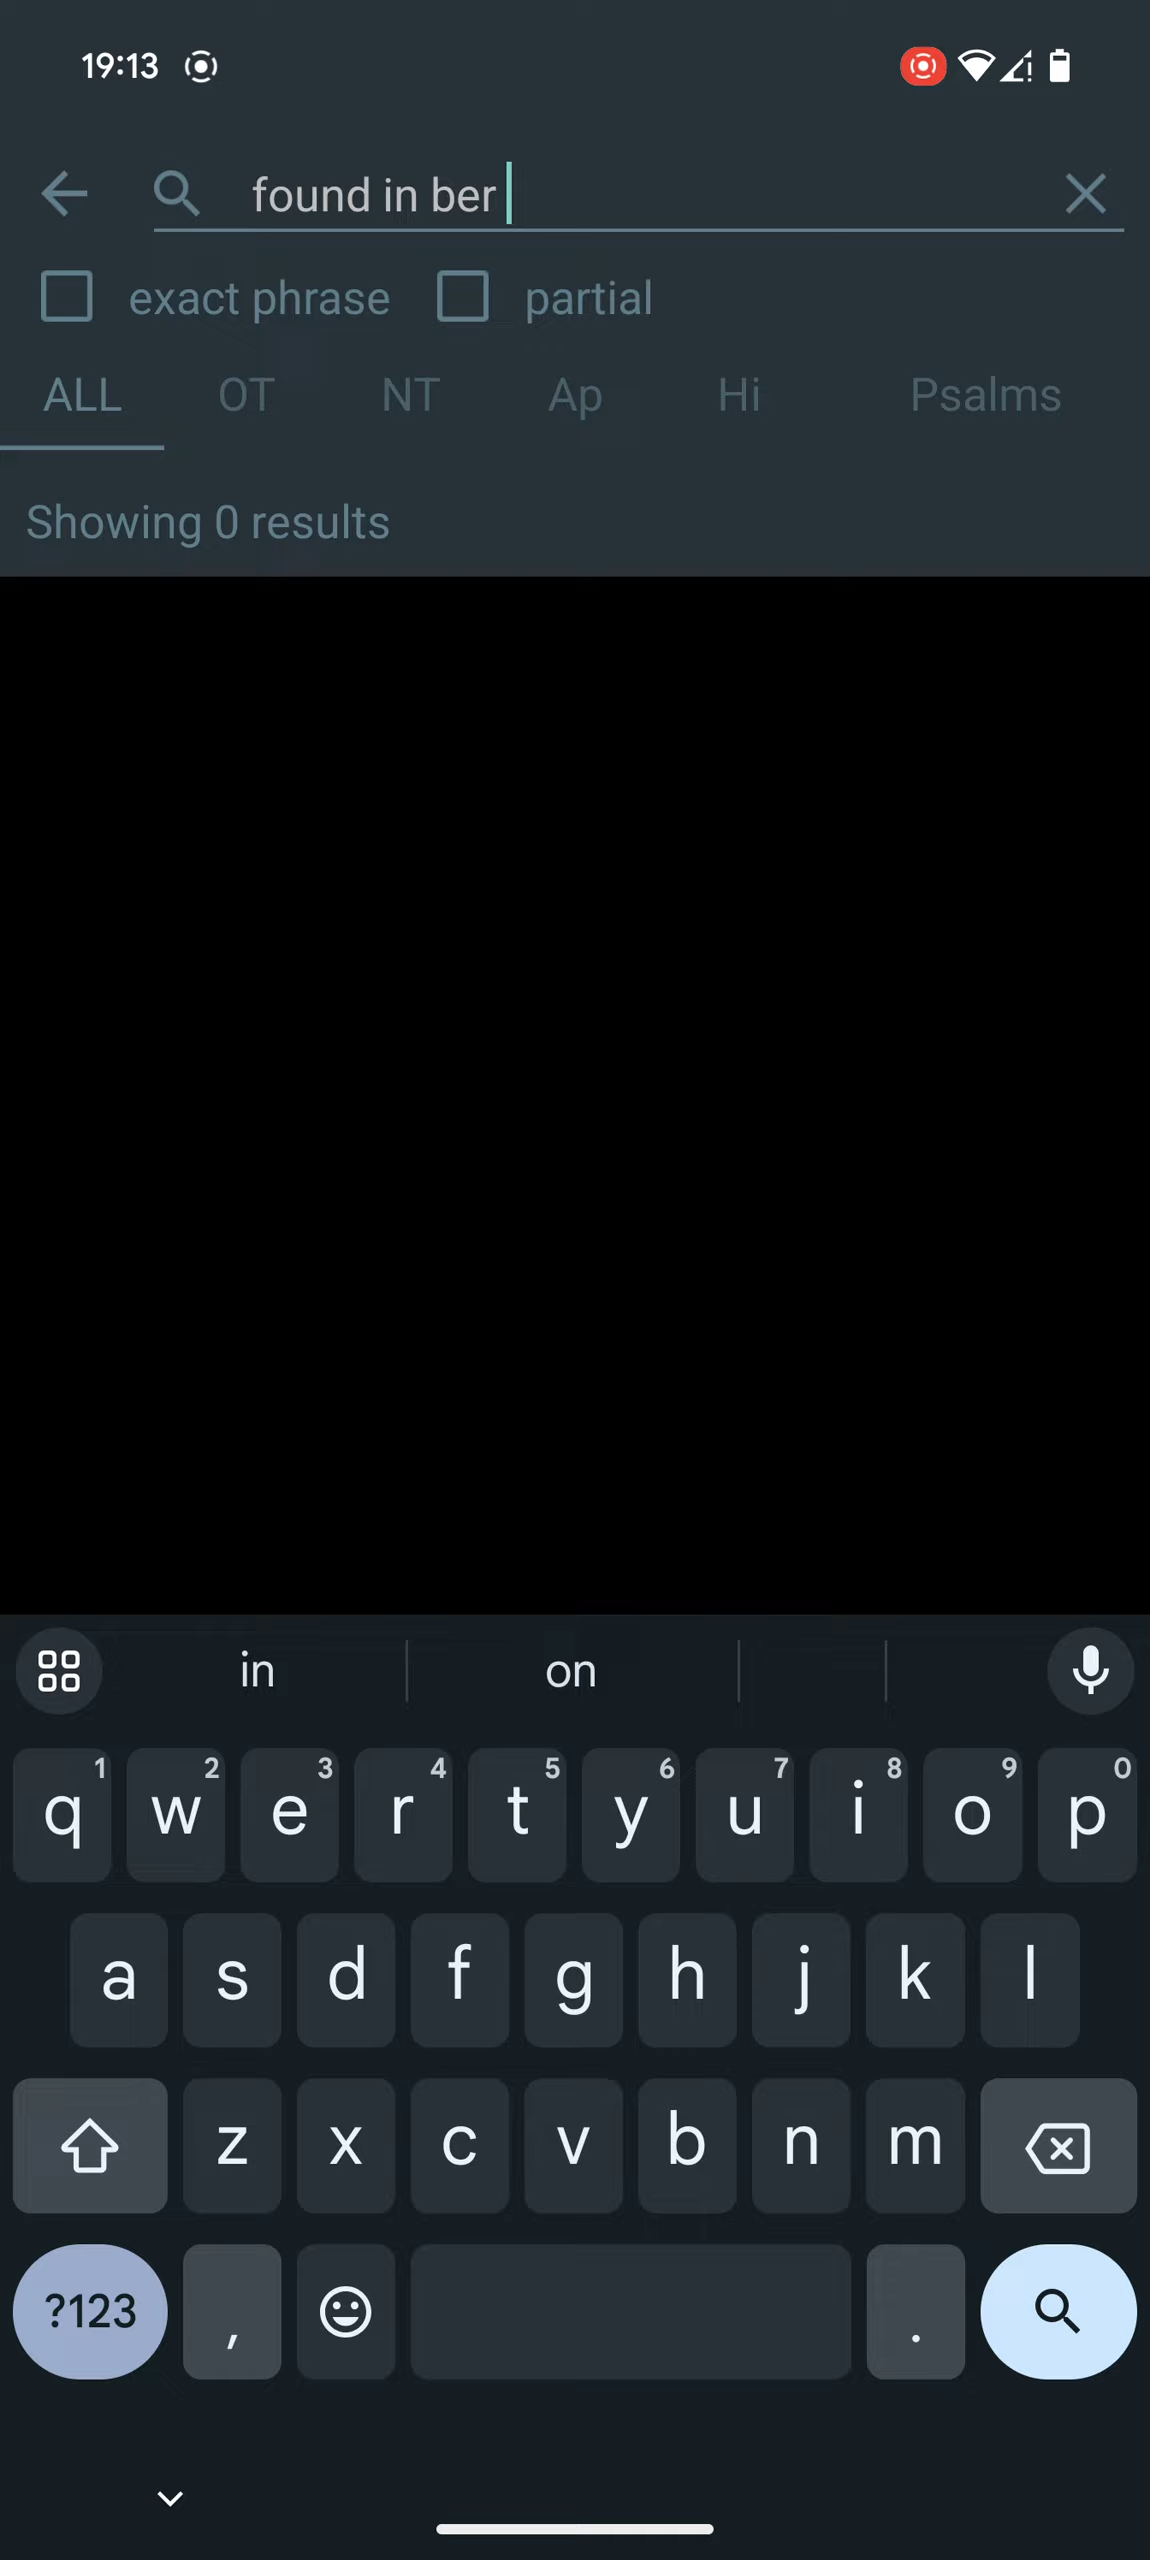 19:13
found in ber
exact phrase partial
ALL OT NT Ap Hi Psalms
Showing 0 results
in on
1 2 3 4 5 6 7 8 9 0
q w e r t y u i o p
a s d f g h j k l
z x c v b n m
?123 , .